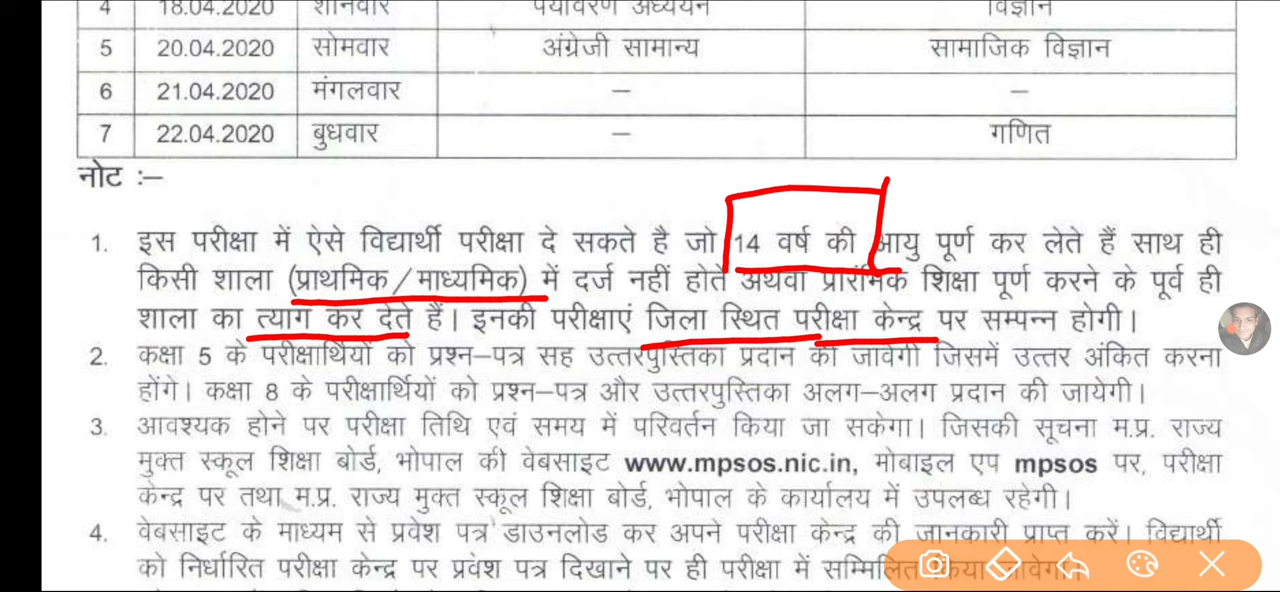 4 18.04.2020 शनिवार पर्यावरण अध्ययन विज्ञान
5 20.04.2020 सोमवार अंग्रेजी सामान्य सामाजिक विज्ञान
6 21.04.2020 मंगलवार – –
7 22.04.2020 बुधवार – गणित
नोट :–
1. इस परीक्षा में ऐसे विद्यार्थी परीक्षा दे सकते है जो 14 वर्ष की आयु पूर्ण कर लेते हैं साथ ही
किसी शाला (प्राथमिक / माध्यमिक) में दर्ज नहीं होते अथवा प्रारंभिक शिक्षा पूर्ण करने के पूर्व ही
शाला का त्याग कर देते हैं। इनकी परीक्षाएं जिला स्थित परीक्षा केन्द्र पर सम्पन्न होगी।
2. कक्षा 5 के परीक्षार्थियों को प्रश्न–पत्र सह उत्तरपुस्तिका प्रदान की जावेगी जिसमें उत्तर अंकित करना
होंगे। कक्षा 8 के परीक्षार्थियों को प्रश्न–पत्र और उत्तरपुस्तिका अलग–अलग प्रदान की जायेगी।
3. आवश्यक होने पर परीक्षा तिथि एवं समय में परिवर्तन किया जा सकेगा। जिसकी सूचना म.प्र. राज्य
मुक्त स्कूल शिक्षा बोर्ड, भोपाल की वेबसाइट www.mpsos.nic.in, मोबाइल एप mpsos पर, परीक्षा
केन्द्र पर तथा म.प्र. राज्य मुक्त स्कूल शिक्षा बोर्ड, भोपाल के कार्यालय में उपलब्ध रहेगी।
4. वेबसाइट के माध्यम से प्रवेश पत्र डाउनलोड कर अपने परीक्षा केन्द्र की जानकारी प्राप्त करें। विद्यार्थी
को निर्धारित परीक्षा केन्द्र पर प्रवेश पत्र दिखाने पर ही परीक्षा में सम्मिलित किया जावेगा।